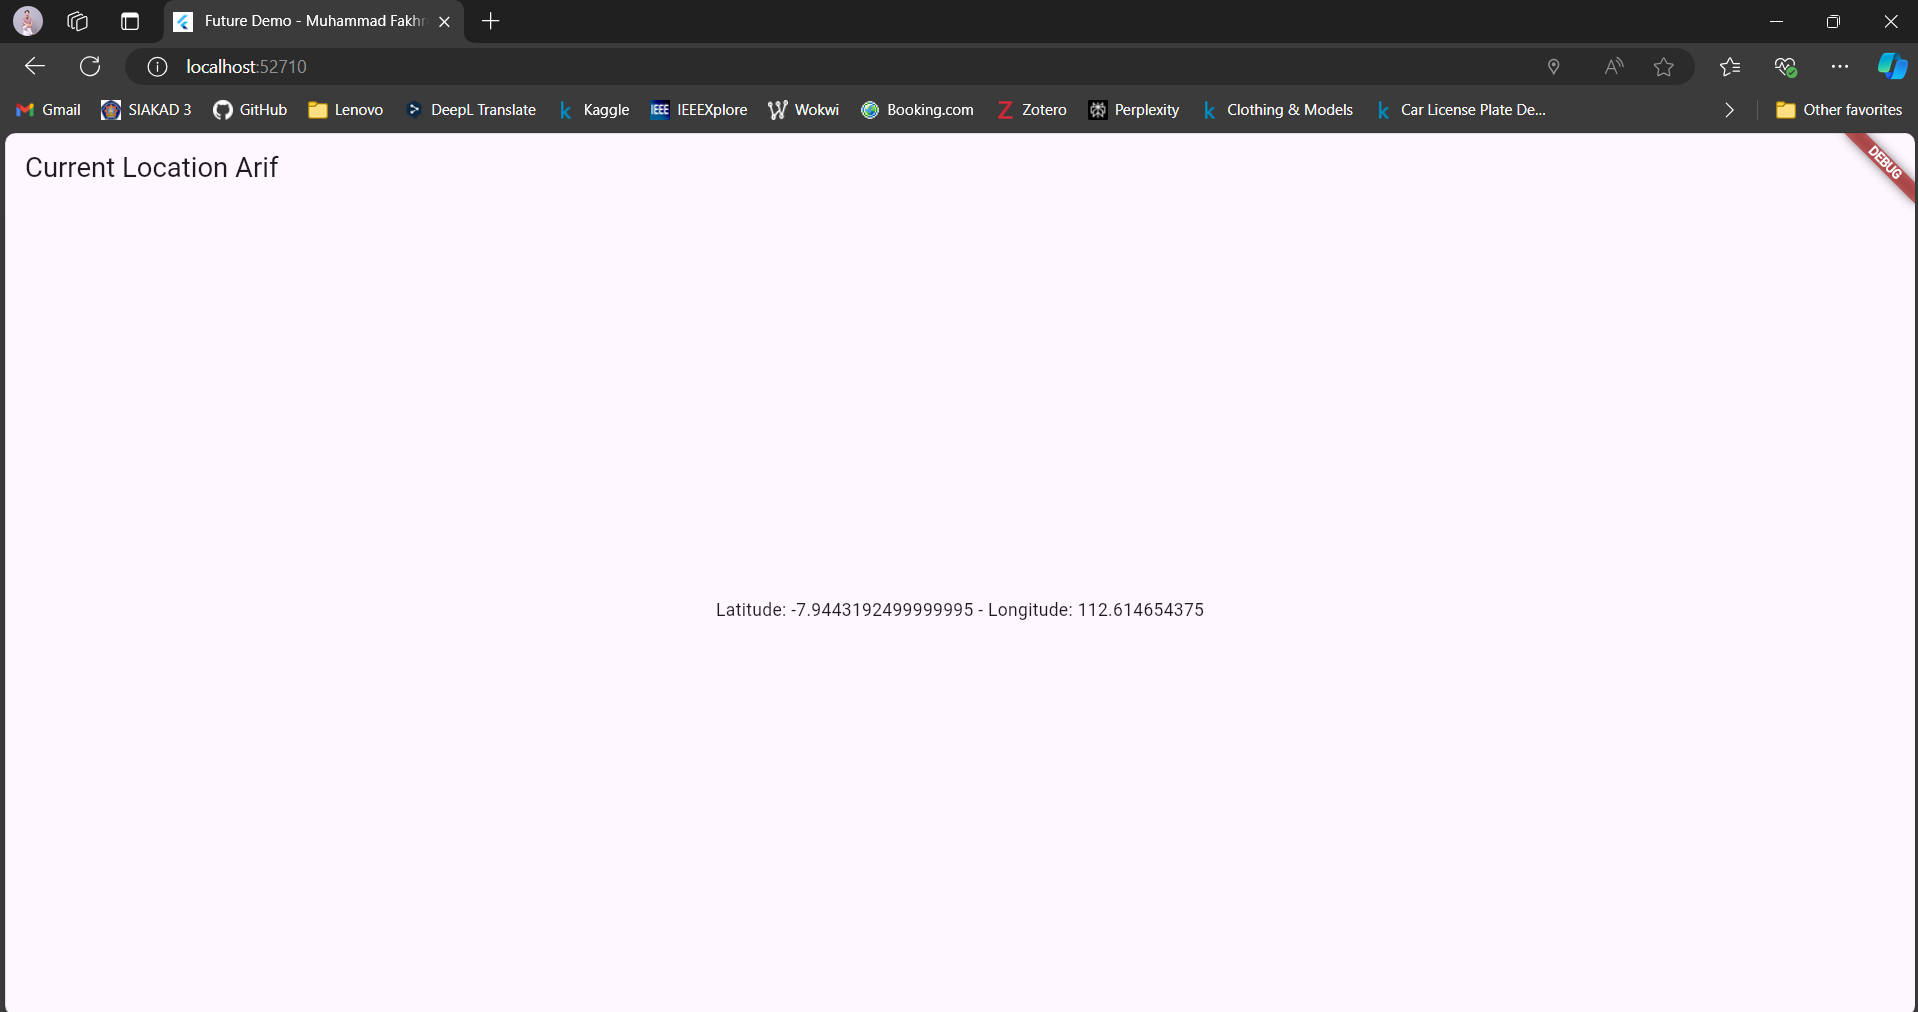 Future Demo - Muhammad Fakhr
localhost:52710
Gmail SIAKAD 3 GitHub Lenovo DeepL Translate Kaggle IEEE IEEEXplore Wokwi Booking.com Zotero Perplexity Clothing & Models Car License Plate De... Other favorites
Current Location Arif
DEBUG
Latitude: -7.9443192499999995 - Longitude: 112.614654375